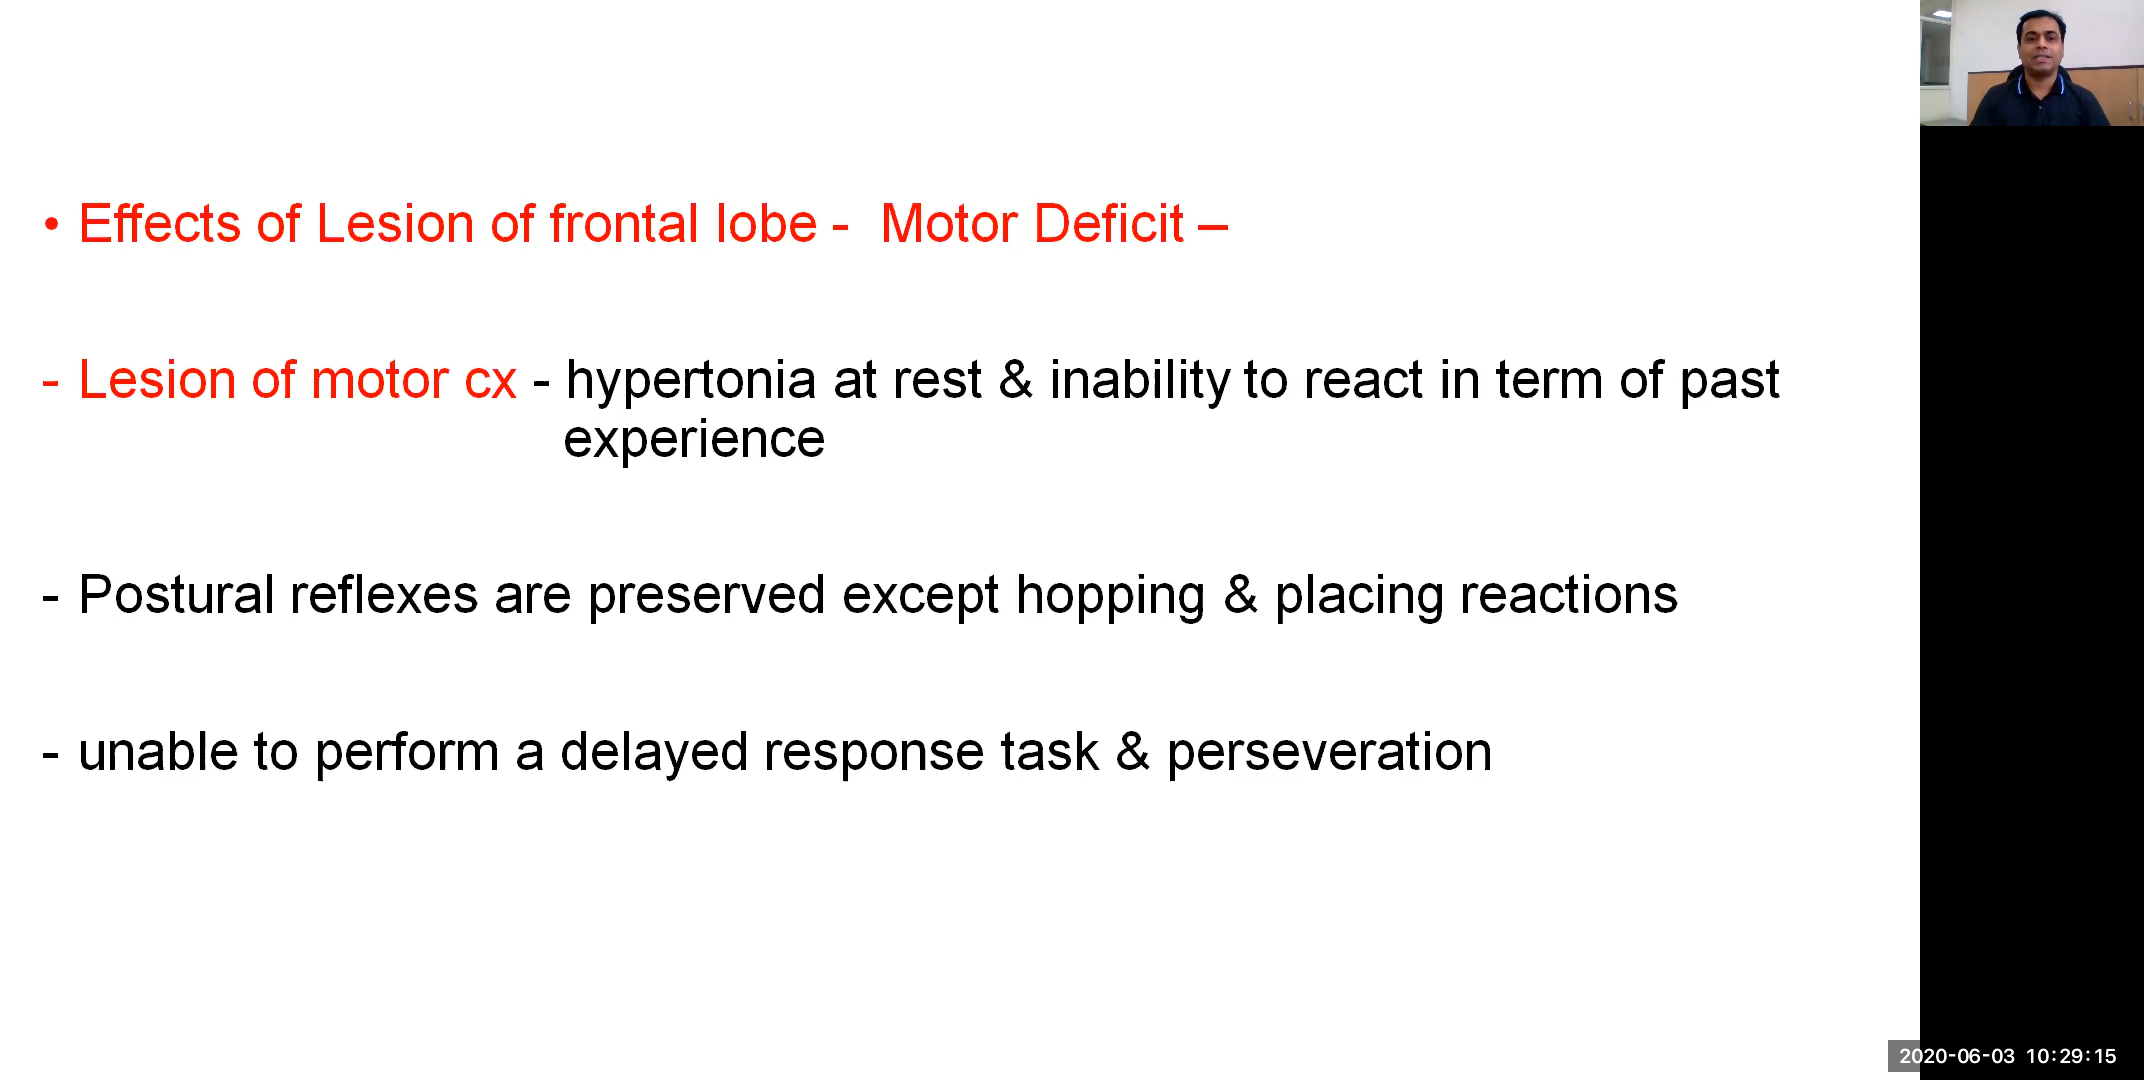 • Effects of Lesion of frontal lobe -  Motor Deficit –
- Lesion of motor cx - hypertonia at rest & inability to react in term of past
experience
- Postural reflexes are preserved except hopping & placing reactions
- unable to perform a delayed response task & perseveration
2020-06-03 10:29:15